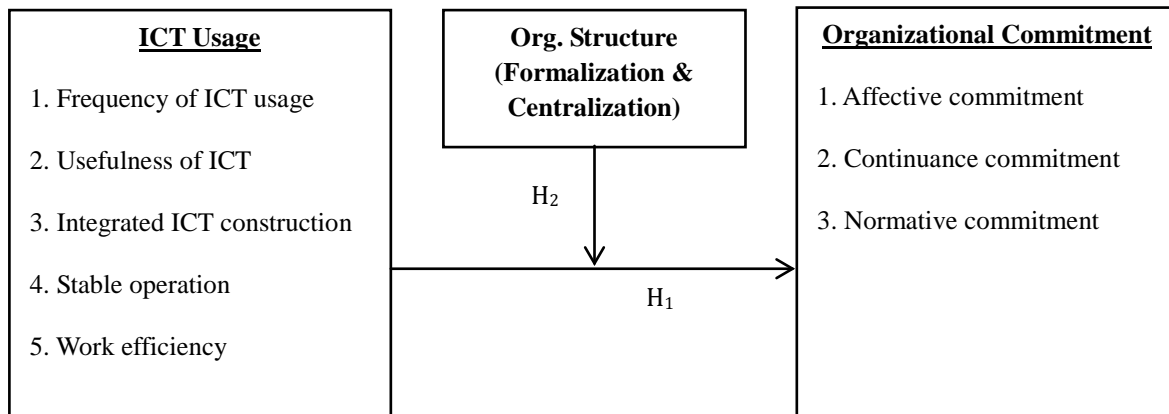 ICT Usage
1. Frequency of ICT usage
2. Usefulness of ICT
3. Integrated ICT construction
4. Stable operation
5. Work efficiency
Org. Structure
(Formalization &
Centralization)
H₂
H₁
Organizational Commitment
1. Affective commitment
2. Continuance commitment
3. Normative commitment